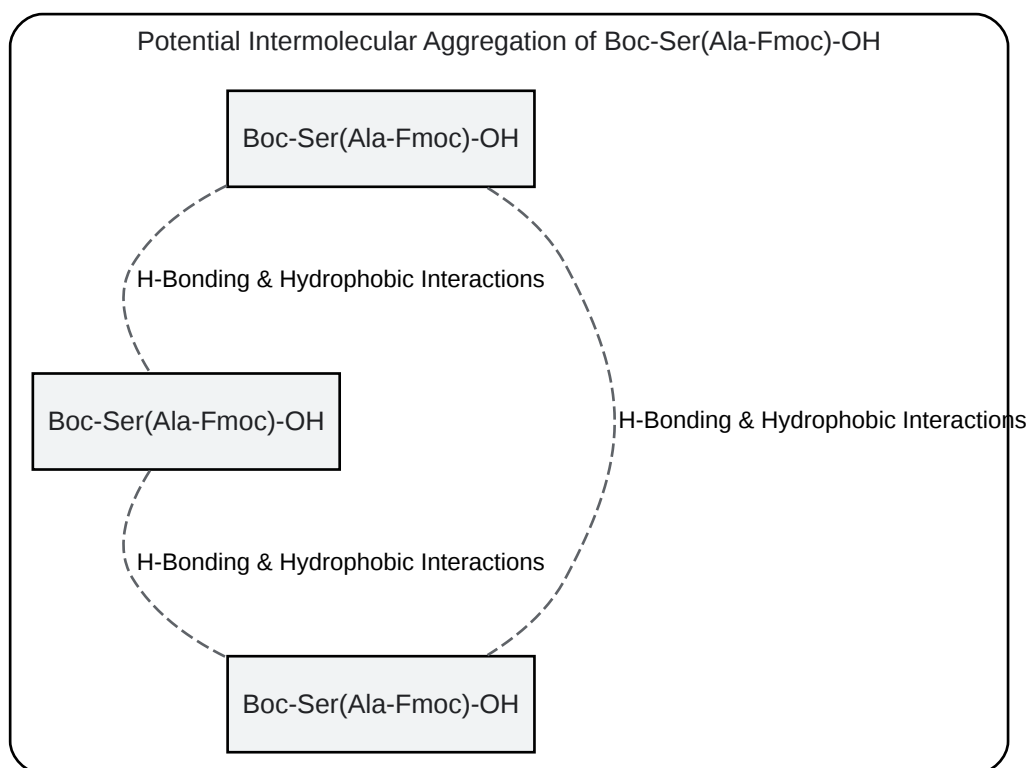 Potential Intermolecular Aggregation of Boc-Ser(Ala-Fmoc)-OH
Boc-Ser(Ala-Fmoc)-OH
H-Bonding & Hydrophobic Interactions
Boc-Ser(Ala-Fmoc)-OH
H-Bonding & Hydrophobic Interactions
H-Bonding & Hydrophobic Interactions
Boc-Ser(Ala-Fmoc)-OH